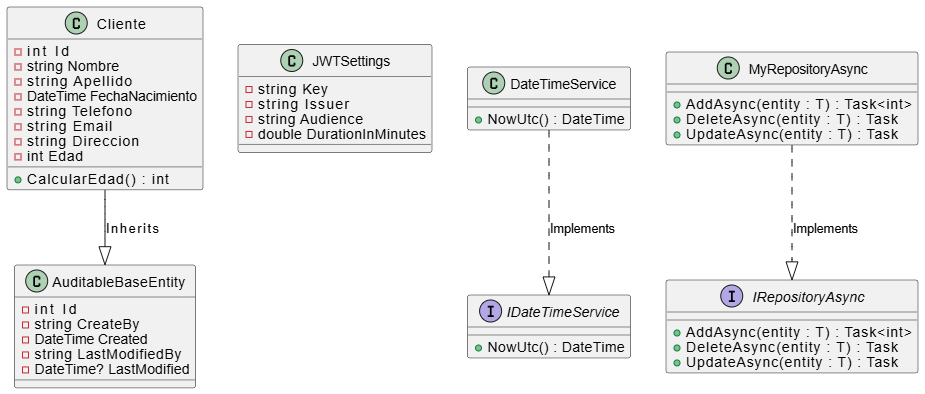 C Cliente
int Id
string Nombre
string Apellido
DateTime FechaNacimiento
string Telefono
string Email
string Direccion
int Edad
CalcularEdad() : int
Inherits
C AuditableBaseEntity
int Id
string CreateBy
DateTime Created
string LastModifiedBy
DateTime? LastModified
C JWTSettings
string Key
string Issuer
string Audience
double DurationInMinutes
C DateTimeService
NowUtc() : DateTime
Implements
I IDateTimeService
NowUtc() : DateTime
C MyRepositoryAsync
AddAsync(entity : T) : Task<int>
DeleteAsync(entity : T) : Task
UpdateAsync(entity : T) : Task
Implements
I IRepositoryAsync
AddAsync(entity : T) : Task<int>
DeleteAsync(entity : T) : Task
UpdateAsync(entity : T) : Task